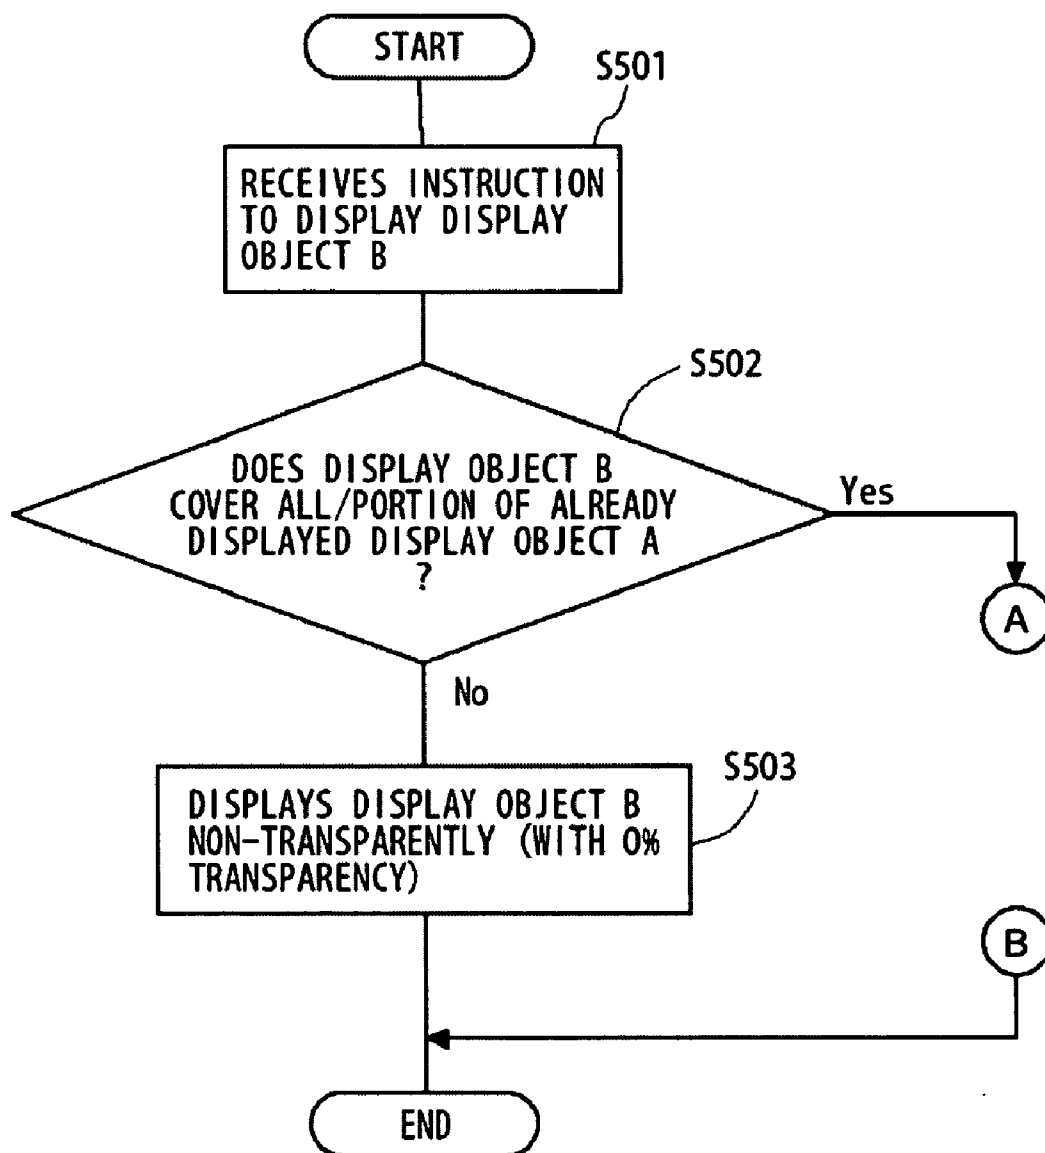 START
S501
RECEIVES INSTRUCTION
TO DISPLAY DISPLAY
OBJECT B
S502
DOES DISPLAY OBJECT B
COVER ALL/PORTION OF ALREADY
DISPLAYED DISPLAY OBJECT A
?
Yes
A
No
S503
DISPLAYS DISPLAY OBJECT B
NON-TRANSPARENTLY (WITH 0%
TRANSPARENCY)
B
END